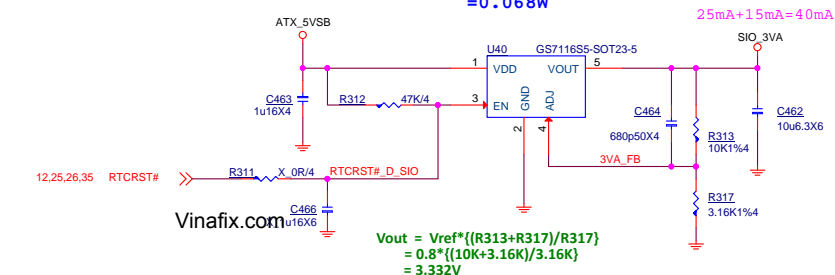 =0.068W
25mA+15mA=40mA
ATX_5VSB
SIO_3VA
U40 GS7116S5-SOT23-5
1 VDD VOUT 5
C463
1u16X4
R312 47K/4
3 EN GND ADJ
2 4
C464
680p50X4
R313
10K1%4
C462
10u6.3X6
3VA_FB
12,25,26,35 RTCRST#
R311 X_0R/4 RTCRST#_D_SIO
R317
3.16K1%4
C466
1u16X6
Vinafix.com
Vout = Vref*{(R313+R317)/R317}
= 0.8*{(10K+3.16K)/3.16K}
= 3.332V